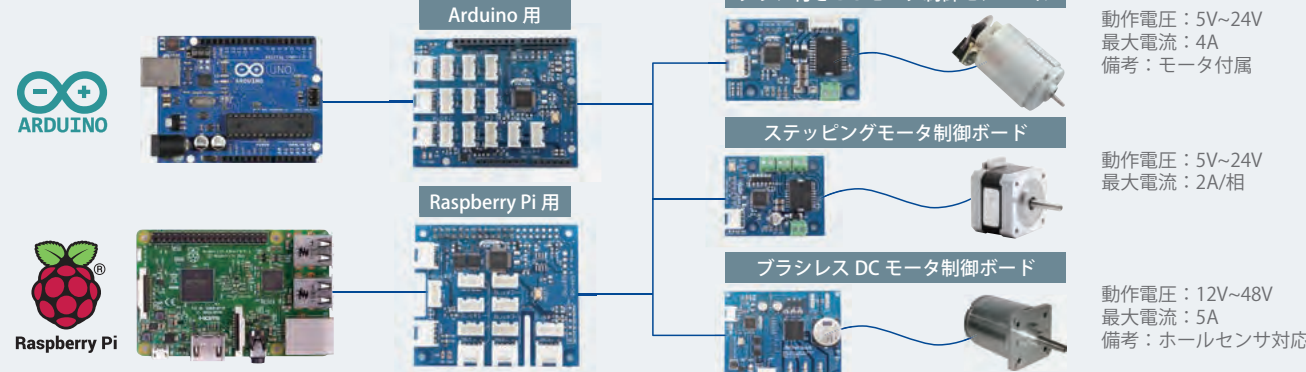 Arduino 用
動作電圧：5V~24V
最大電流：4A
備考：モータ付属
ARDUINO
UNO
ステッピングモータ制御ボード
動作電圧：5V~24V
最大電流：2A/相
Raspberry Pi 用
ブラシレス DC モータ制御ボード
動作電圧：12V~48V
最大電流：5A
備考：ホールセンサ対応
®
Raspberry Pi